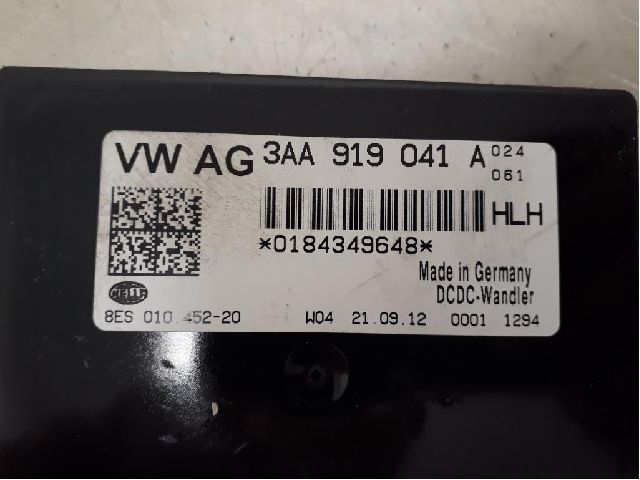 VW AG 3AA 919 041 A 024
061
HLH
*0184349648*
Made in Germany
DCDC-Wandler
HELLA
8ES 010.452-20 W04 21.09.12 0001 1294